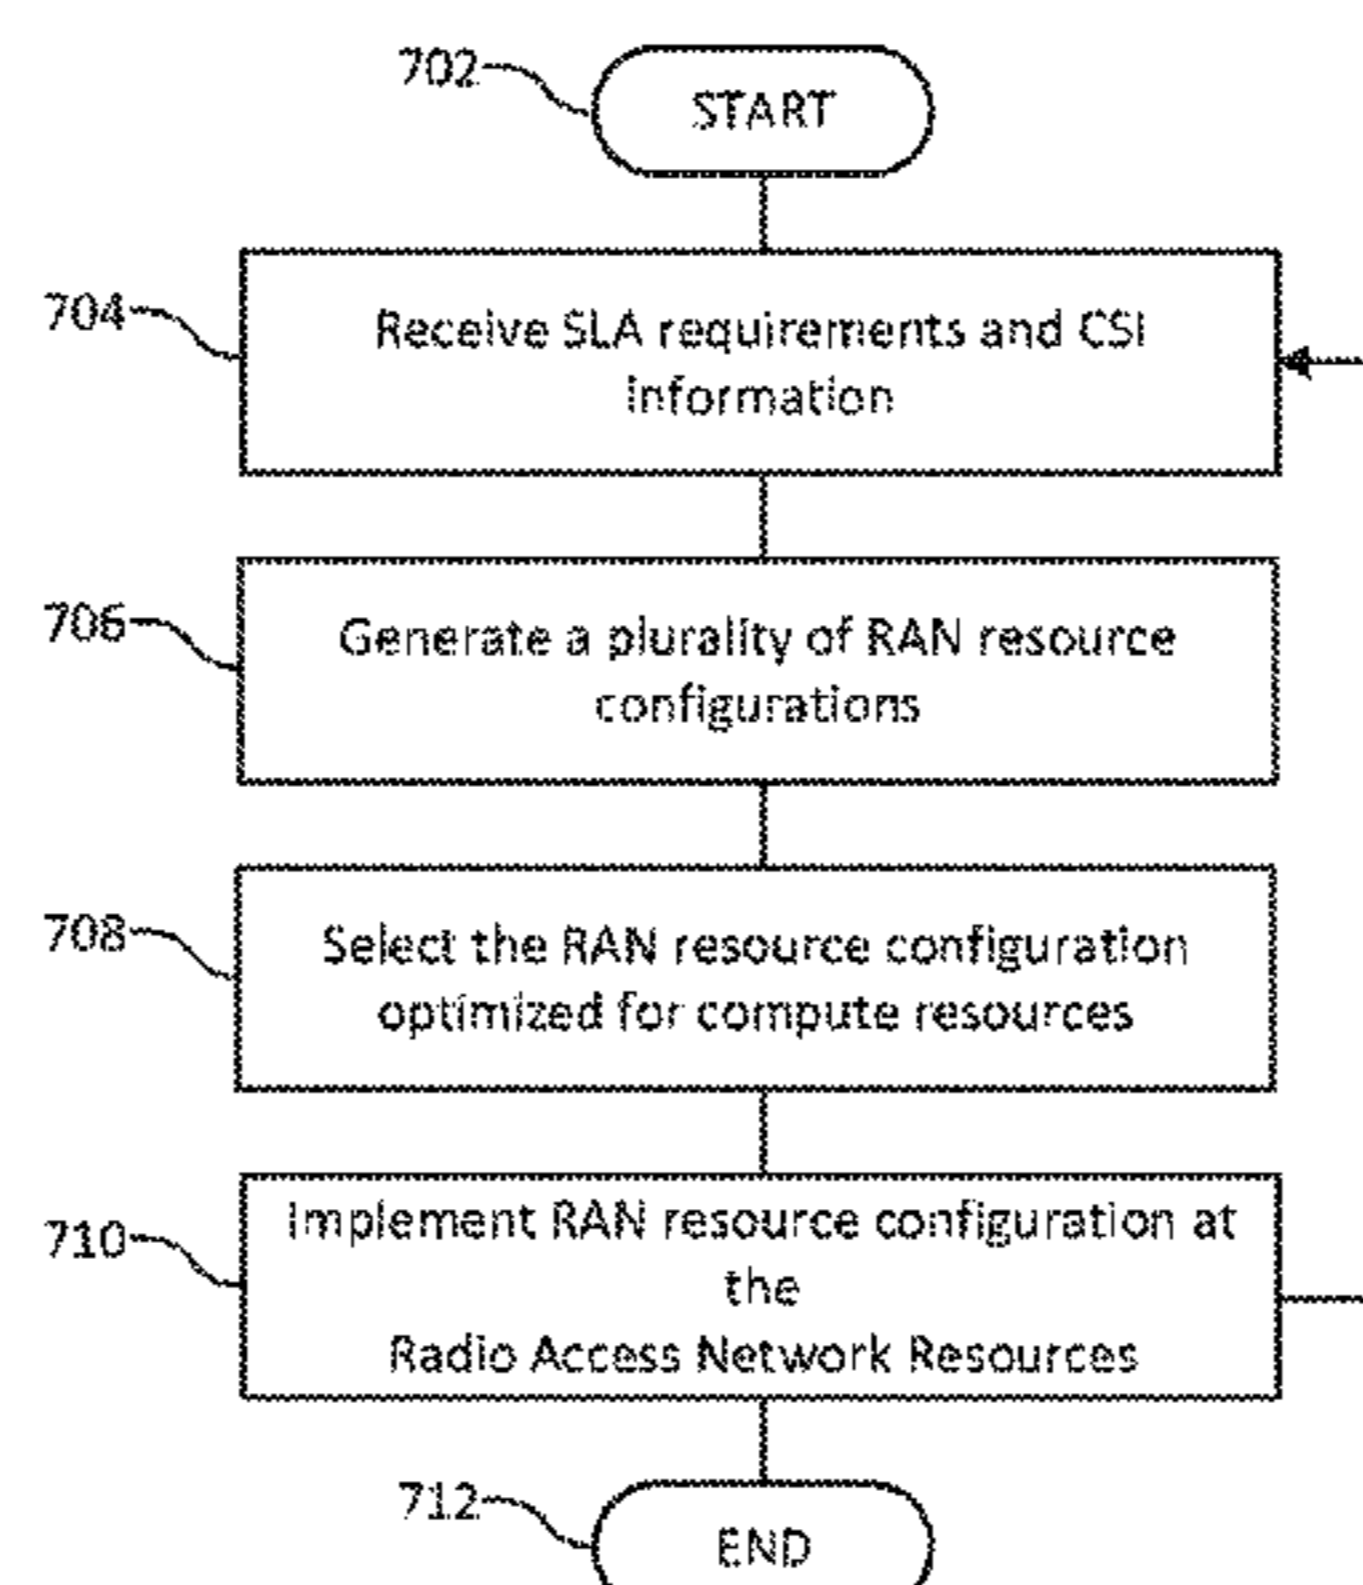 702
START
704
Receive SLA requirements and CSI
information
706
Generate a plurality of RAN resource
configurations
708
Select the RAN resource configuration
optimized for compute resources
710
Implement RAN resource configuration at
the
Radio Access Network Resources
712
END